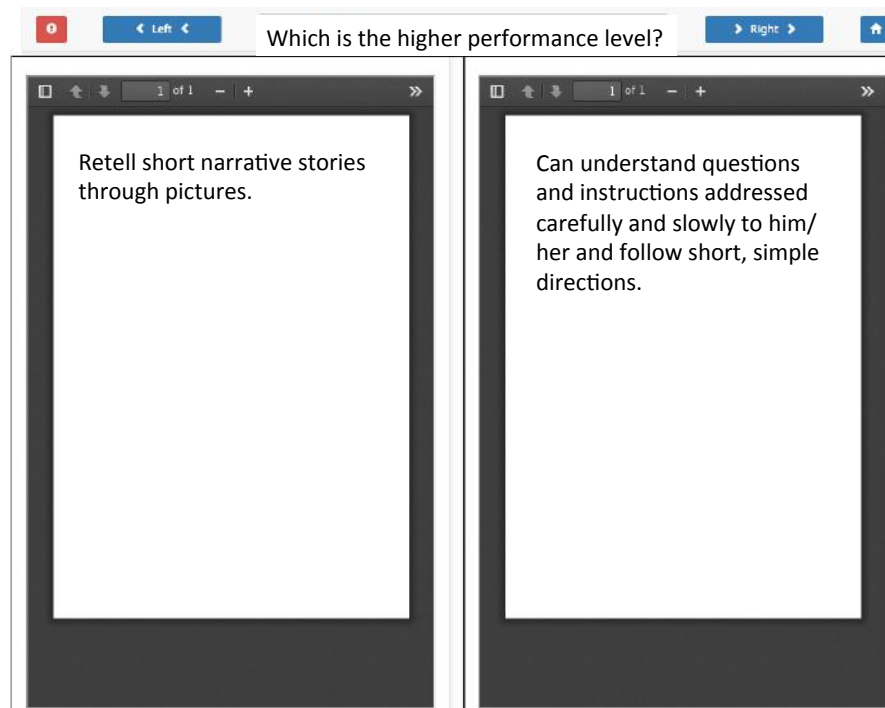 Left
Which is the higher performance level?
Right
1 of 1
1 of 1
Retell short narrative stories
through pictures.
Can understand questions
and instructions addressed
carefully and slowly to him/
her and follow short, simple
directions.